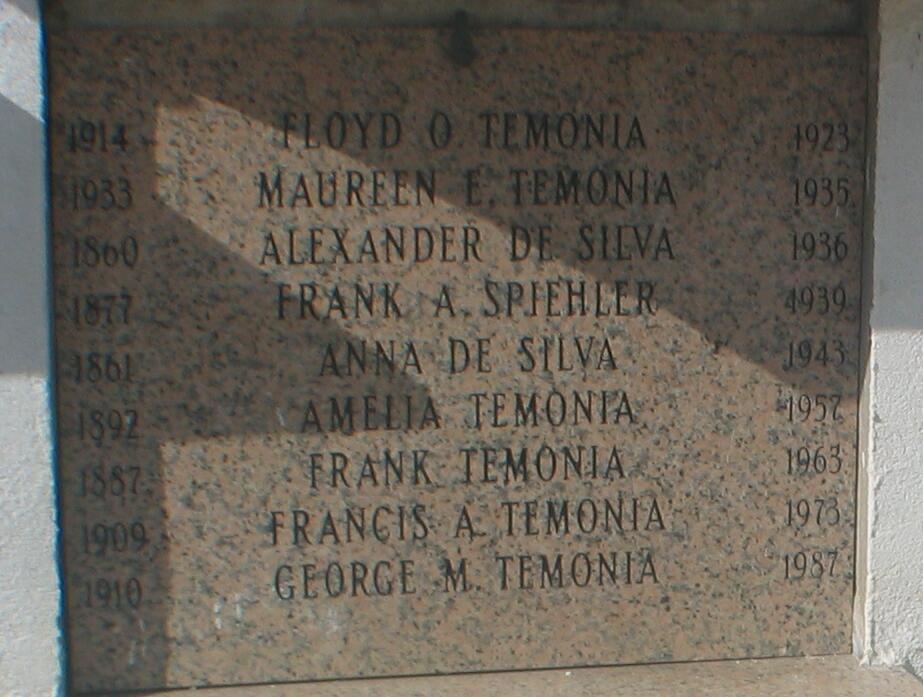 1914 FLOYD O. TEMONIA 1923
1933 MAUREEN E. TEMONIA 1935
1860 ALEXANDER DE SILVA 1936
1877 FRANK A. SPIEHLER 1939
1861 ANNA DE SILVA 1943
1892 AMELIA TEMONIA 1957
1887 FRANK TEMONIA 1963
1909 FRANCIS A. TEMONIA 1973
1910 GEORGE M. TEMONIA 1987